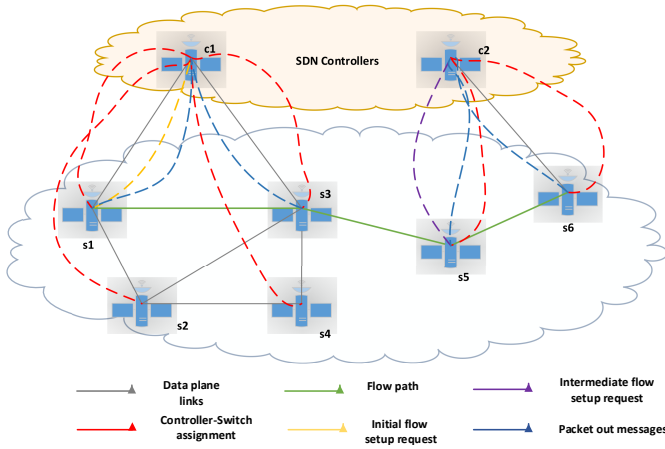 c1
SDN Controllers
c2
s3
s1
s6
s5
s2
s4
Data plane
links
Flow path
Intermediate flow
setup request
Controller-Switch
assignment
Initial flow
setup request
Packet out messages